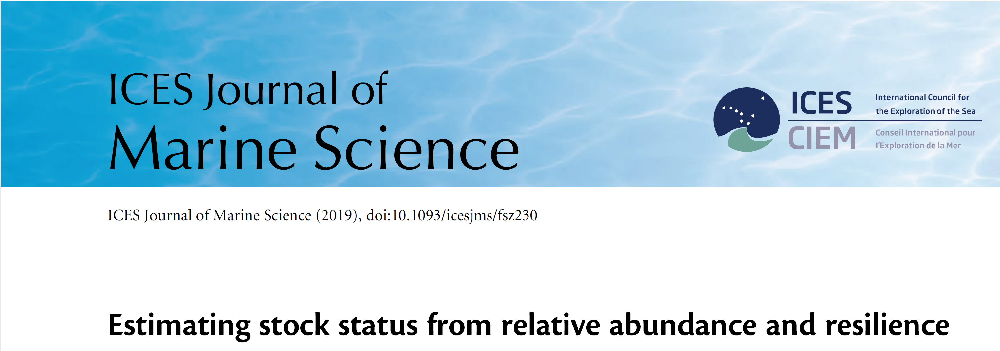 ICES Journal of
Marine Science
ICES
CIEM
International Council for
the Exploration of the Sea
Conseil International pour
l'Exploration de la Mer
ICES Journal of Marine Science (2019), doi:10.1093/icesjms/fsz230
Estimating stock status from relative abundance and resilience